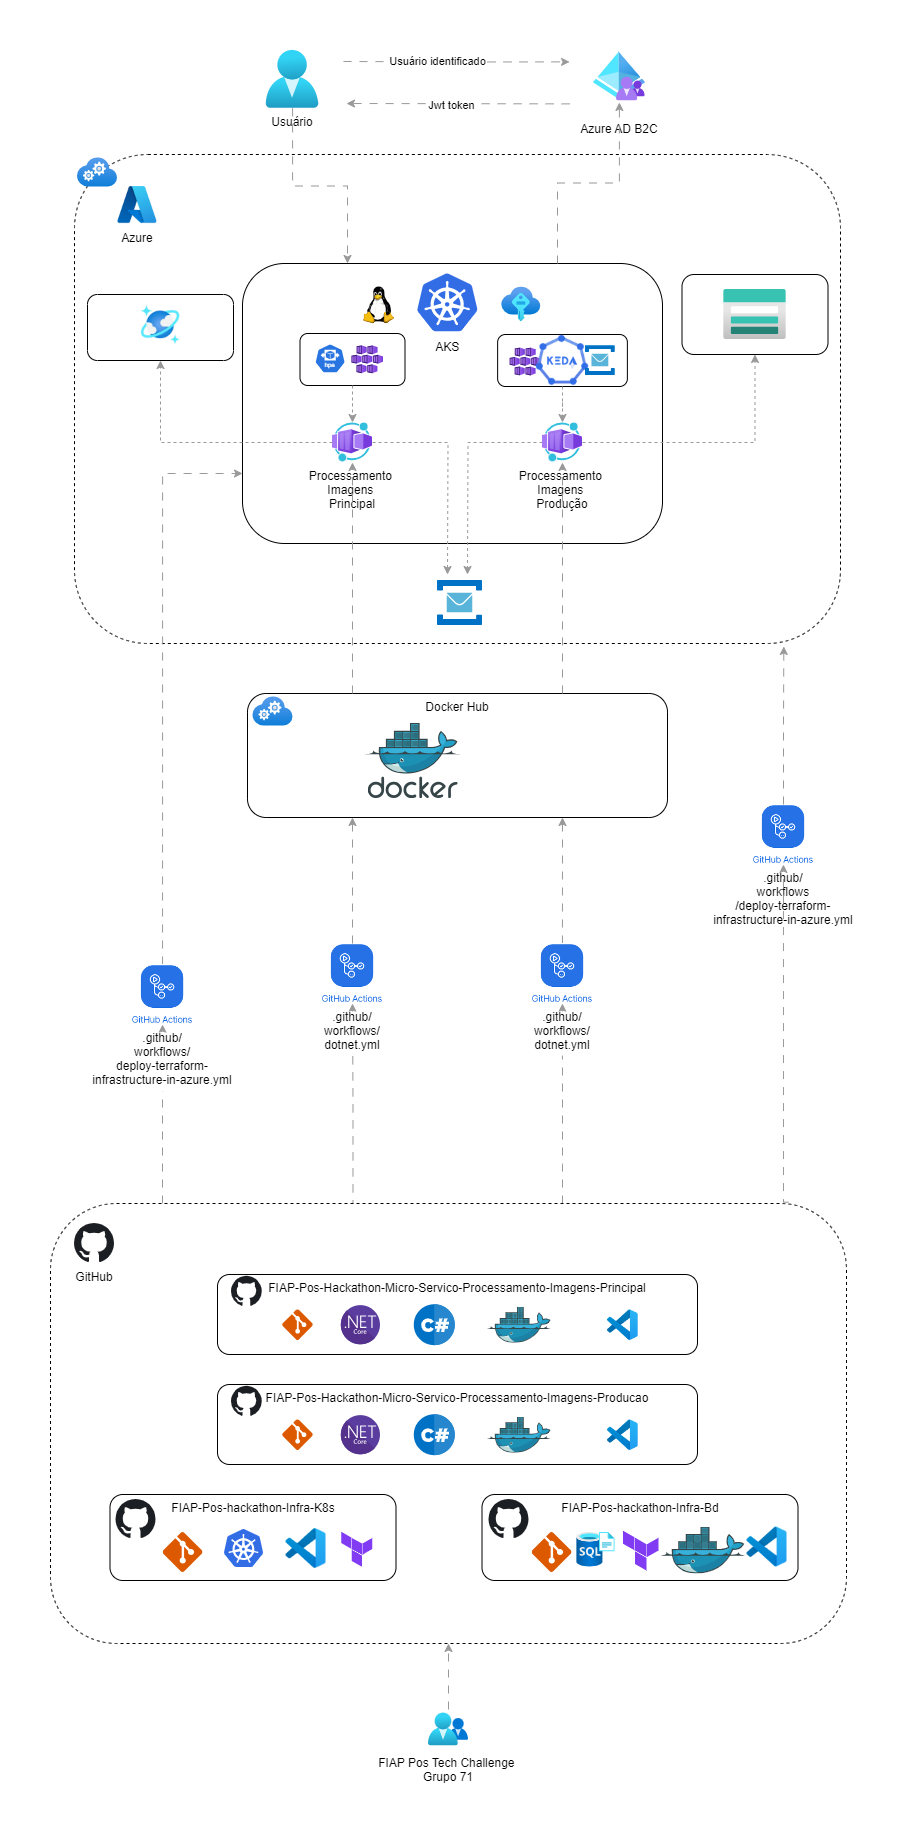 Usuário identificado
Jwt token
Usuário
Azure AD B2C
Azure
AKS
hpa
KEDA
Processamento
Imagens
Principal
Processamento
Imagens
Produção
Docker Hub
docker
GitHub Actions
.github/
workflows
/deploy-terraform-
infrastructure-in-azure.yml
GitHub Actions
.github/
workflows/
deploy-terraform-
infrastructure-in-azure.yml
GitHub Actions
.github/
workflows/
dotnet.yml
GitHub Actions
.github/
workflows/
dotnet.yml
GitHub
FIAP-Pos-Hackathon-Micro-Servico-Processamento-Imagens-Principal
.NET
Core
C#
FIAP-Pos-Hackathon-Micro-Servico-Processamento-Imagens-Producao
.NET
Core
C#
FIAP-Pos-hackathon-Infra-K8s
FIAP-Pos-hackathon-Infra-Bd
SQL
FIAP Pos Tech Challenge
Grupo 71